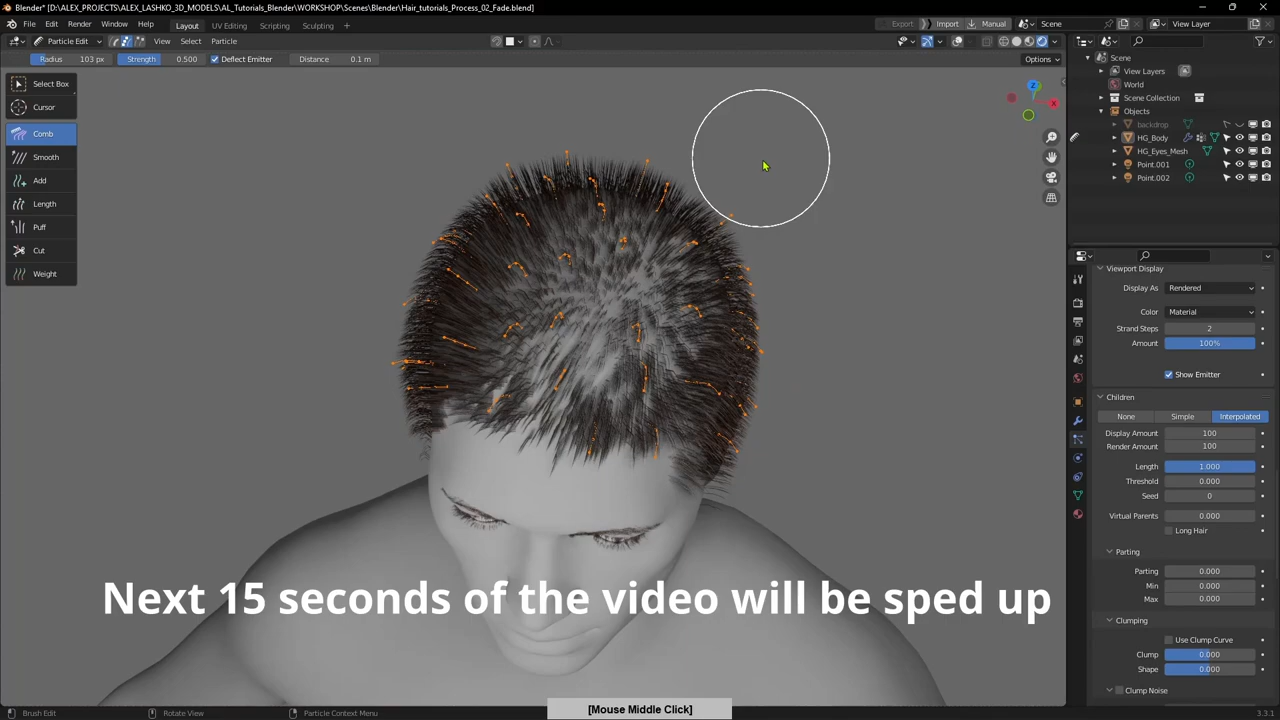 Blender* [D:\ALEX_PROJECTS\ALEX_LASHKO_3D_MODELS\AL_Tutorials_Blender\WORKSHOP\Scenes\Blender\Hair_tutorials_Process_02_Fade.blend]
File Edit Render Window Help Layout UV Editing Scripting Sculpting + Export Import Manual Scene View Layer
Particle Edit View Select Particle
Radius 103 px Strength 0.500 Deflect Emitter Distance 0.1 m Options
Select Box
Cursor
Comb
Smooth
Add
Length
Puff
Cut
Weight
Z
X
Scene
View Layers
World
Scene Collection
Objects
backdrop
HG_Body
HG_Eyes_Mesh
Point.001
Point.002
Viewport Display
Display As Rendered
Color Material
Strand Steps 2
Amount 100%
Show Emitter
Children
None Simple Interpolated
Display Amount 100
Render Amount 100
Length 1.000
Threshold 0.000
Seed 0
Virtual Parents 0.000
Long Hair
Parting
Parting 0.000
Min 0.000
Max 0.000
Clumping
Use Clump Curve
Clump 0.000
Shape 0.000
Clump Noise
Next 15 seconds of the video will be sped up
[Mouse Middle Click]
Brush Edit Rotate View Particle Context Menu 3.3.1